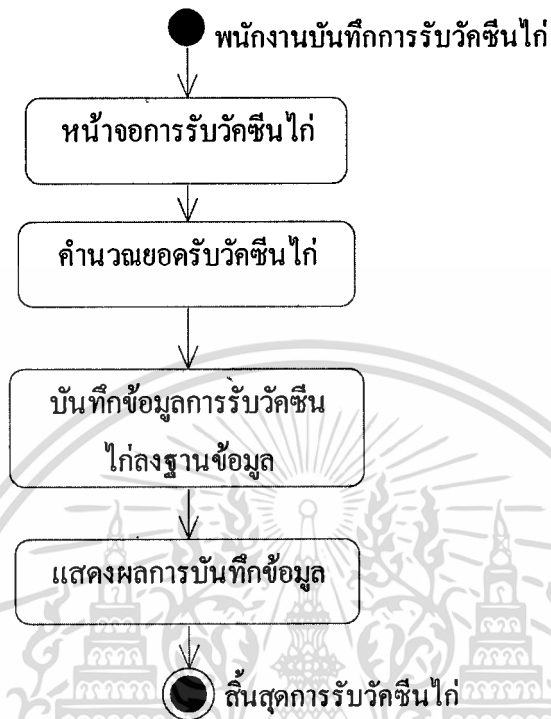 พนักงานบันทึกการรับวัคซีนไก่
หน้าจอการรับวัคซีนไก่
คำนวณยอดรับวัคซีนไก่
บันทึกข้อมูลการรับวัคซีน
ไก่ลงฐานข้อมูล
แสดงผลการบันทึกข้อมูล
สิ้นสุดการรับวัคซีนไก่